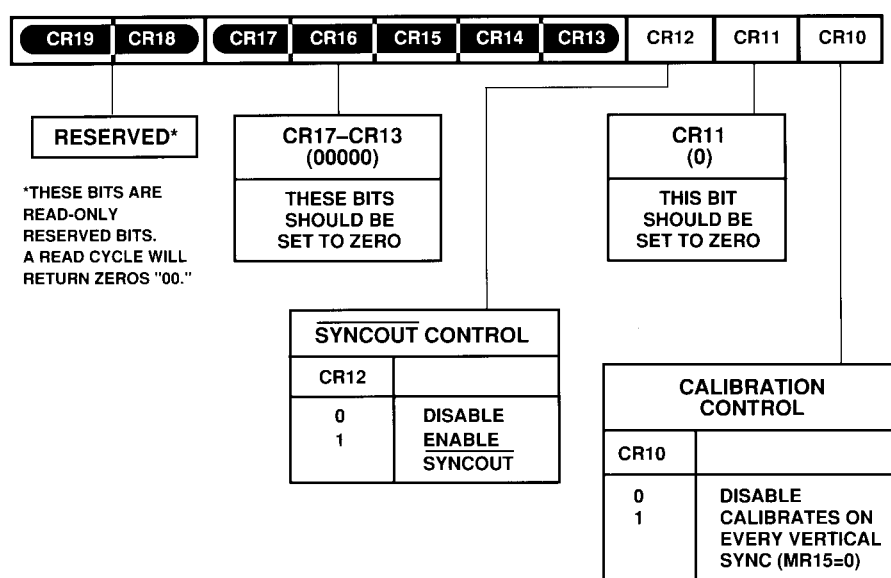 CR19 CR18 CR17 CR16 CR15 CR14 CR13 CR12 CR11 CR10
RESERVED*
*THESE BITS ARE
READ-ONLY
RESERVED BITS.
A READ CYCLE WILL
RETURN ZEROS "00."
CR17–CR13
(00000)
THESE BITS
SHOULD BE
SET TO ZERO
CR11
(0)
THIS BIT
SHOULD BE
SET TO ZERO
SYNCOUT CONTROL
CR12
0 DISABLE
1 ENABLE
SYNCOUT
CALIBRATION
CONTROL
CR10
0 DISABLE
1 CALIBRATES ON
EVERY VERTICAL
SYNC (MR15=0)